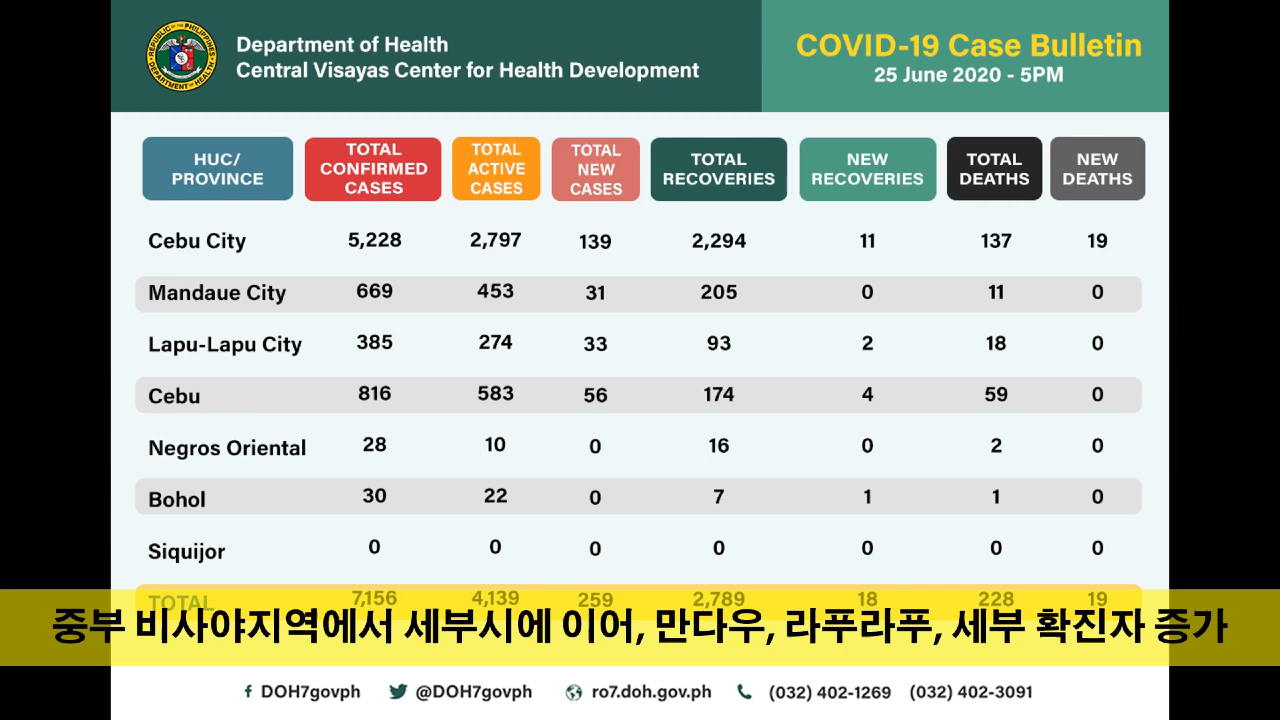 Department of Health
Central Visayas Center for Health Development
COVID-19 Case Bulletin
25 June 2020 - 5PM
HUC/ PROVINCE TOTAL CONFIRMED CASES TOTAL ACTIVE CASES TOTAL NEW CASES TOTAL RECOVERIES NEW RECOVERIES TOTAL DEATHS NEW DEATHS
Cebu City 5,228 2,797 139 2,294 11 137 19
Mandaue City 669 453 31 205 0 11 0
Lapu-Lapu City 385 274 33 93 2 18 0
Cebu 816 583 56 174 4 59 0
Negros Oriental 28 10 0 16 0 2 0
Bohol 30 22 0 7 1 1 0
Siquijor 0 0 0 0 0 0 0
TOTAL 7,156 4,139 259 2,789 18 228 19
중부 비사야지역에서 세부시에 이어, 만다우, 라푸라푸, 세부 확진자 증가
DOH7govph @DOH7govph ro7.doh.gov.ph (032) 402-1269 (032) 402-3091